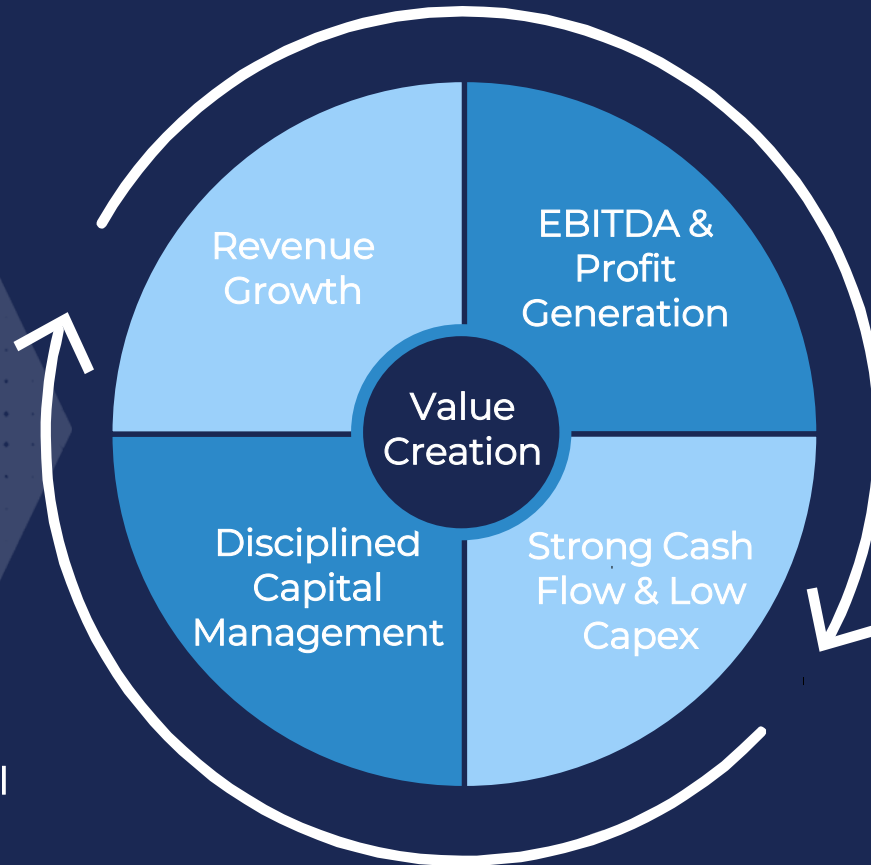 Revenue
Growth
EBITDA &
Profit
Generation
Value
Creation
Disciplined
Capital
Management
Strong Cash
Flow & Low
Capex